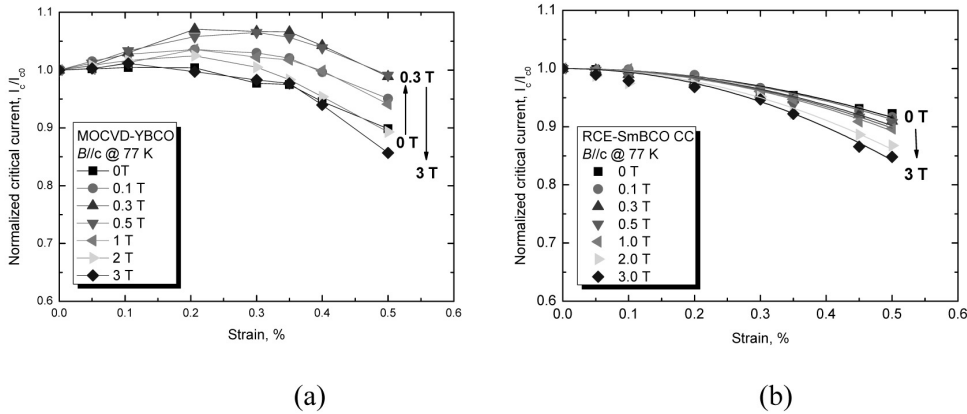 1.1
1.0
0.9
0.8
0.7
0.6
Normalized critical current, Ic/Ic0
MOCVD-YBCO
B//c @ 77 K
0T
0.1 T
0.3 T
0.5 T
1 T
2 T
3 T
0.3 T
0 T
3 T
0.0 0.1 0.2 0.3 0.4 0.5 0.6
Strain, %
(a)
1.1
1.0
0.9
0.8
0.7
0.6
Normalized critical current, Ic/Ic0
RCE-SmBCO CC
B//c @ 77 K
0 T
0.1 T
0.3 T
0.5 T
1.0 T
2.0 T
3.0 T
0 T
3 T
0.0 0.1 0.2 0.3 0.4 0.5 0.6
Strain, %
(b)